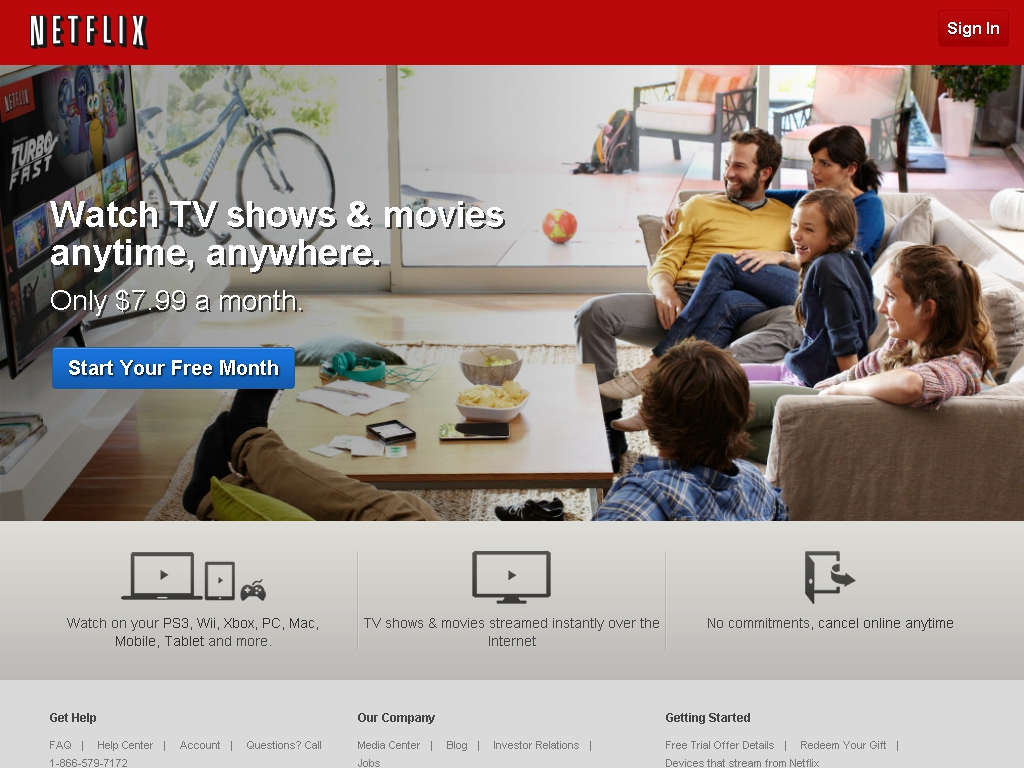 NETFLIX
Sign In
NETFLIX
TURBO
FAST
Watch TV shows & movies
anytime, anywhere.
Only $7.99 a month.
Start Your Free Month
Watch on your PS3, Wii, Xbox, PC, Mac,
Mobile, Tablet and more.
TV shows & movies streamed instantly over the
Internet
No commitments, cancel online anytime
Get Help
FAQ | Help Center | Account | Questions? Call
1-866-579-7172
Our Company
Media Center | Blog | Investor Relations |
Jobs
Getting Started
Free Trial Offer Details | Redeem Your Gift |
Devices that stream from Netflix